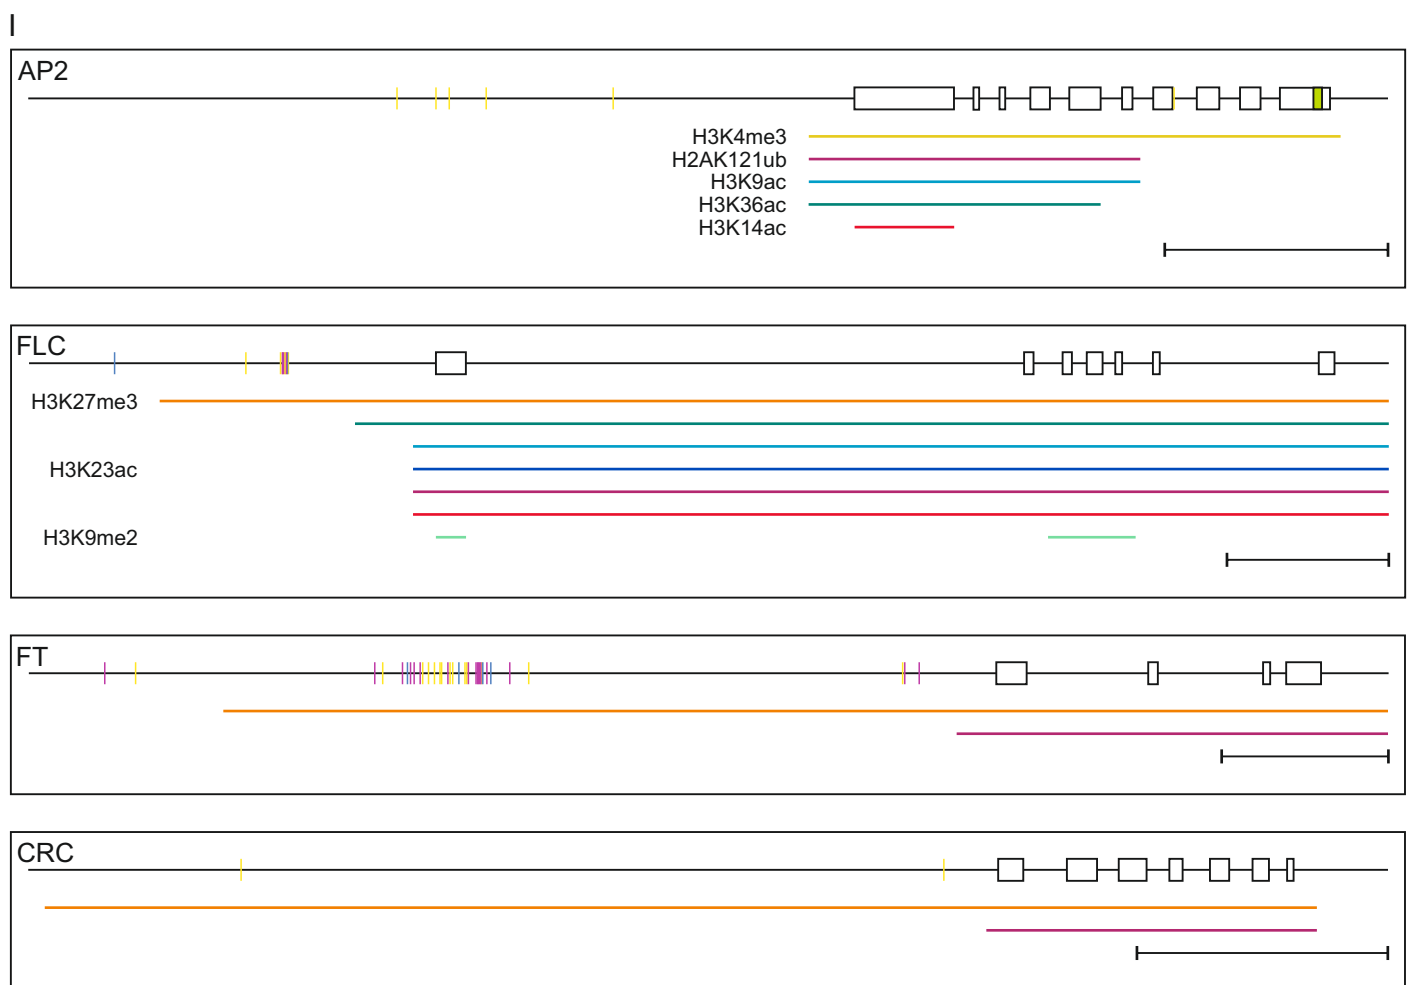 I
AP2
H3K4me3
H2AK121ub
H3K9ac
H3K36ac
H3K14ac
FLC
H3K27me3
H3K23ac
H3K9me2
FT
CRC